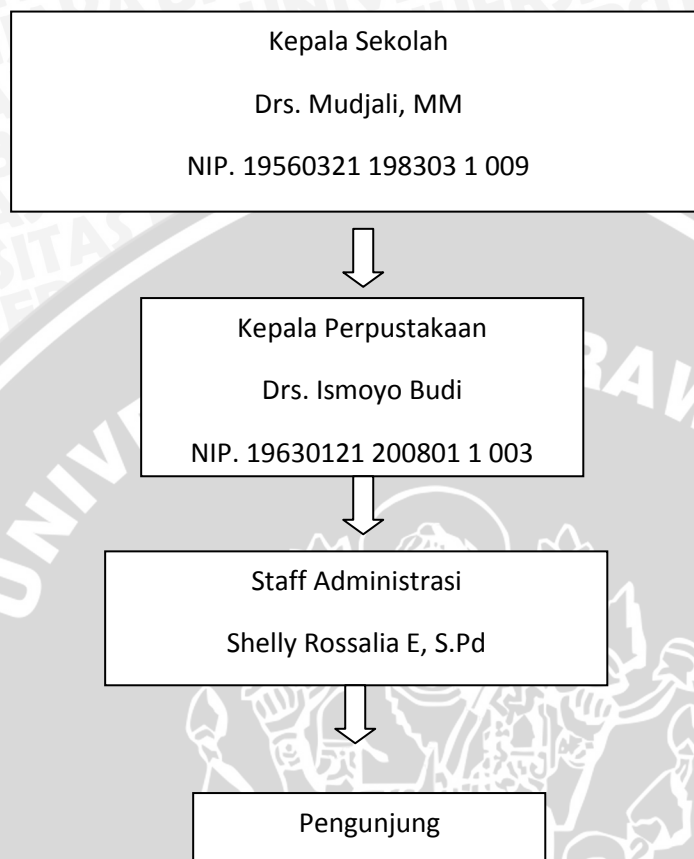 Kepala Sekolah
Drs. Mudjali, MM
NIP. 19560321 198303 1 009
Kepala Perpustakaan
Drs. Ismoyo Budi
NIP. 19630121 200801 1 003
Staff Administrasi
Shelly Rossalia E, S.Pd
Pengunjung